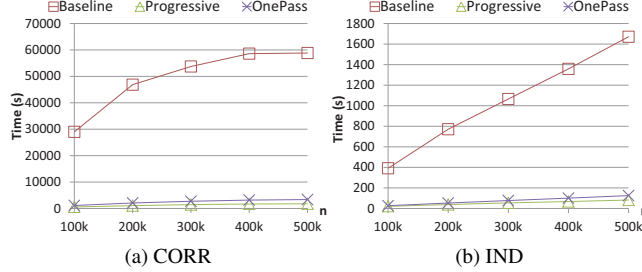 Baseline Progressive OnePass
70000
60000
50000
40000
30000
20000
10000
0
Time (s)
100k 200k 300k 400k 500k
n
(a) CORR
Baseline Progressive OnePass
1800
1600
1400
1200
1000
800
600
400
200
0
Time (s)
100k 200k 300k 400k 500k
(b) IND